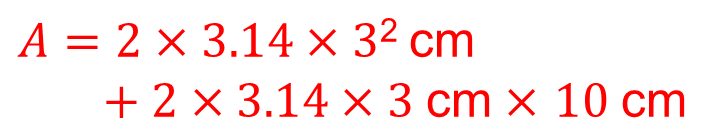 A = 2 × 3.14 × 3² cm
+ 2 × 3.14 × 3 cm × 10 cm